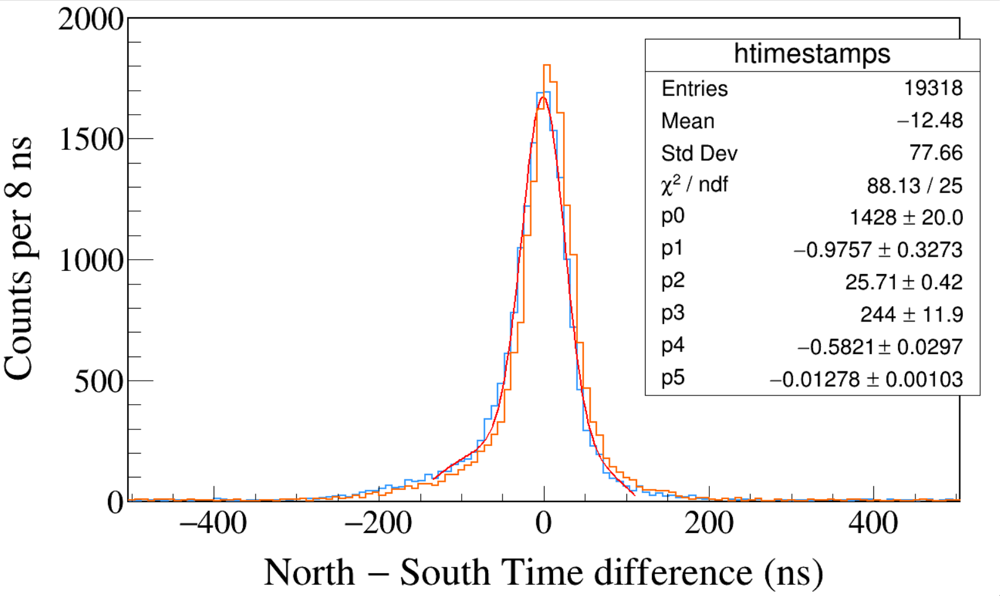 2000
1500
1000
500
0
Counts per 8 ns
htimestamps
Entries 19318
Mean −12.48
Std Dev 77.66
χ² / ndf 88.13 / 25
p0 1428 ± 20.0
p1 −0.9757 ± 0.3273
p2 25.71 ± 0.42
p3 244 ± 11.9
p4 −0.5821 ± 0.0297
p5 −0.01278 ± 0.00103
−400 −200 0 200 400
North − South Time difference (ns)